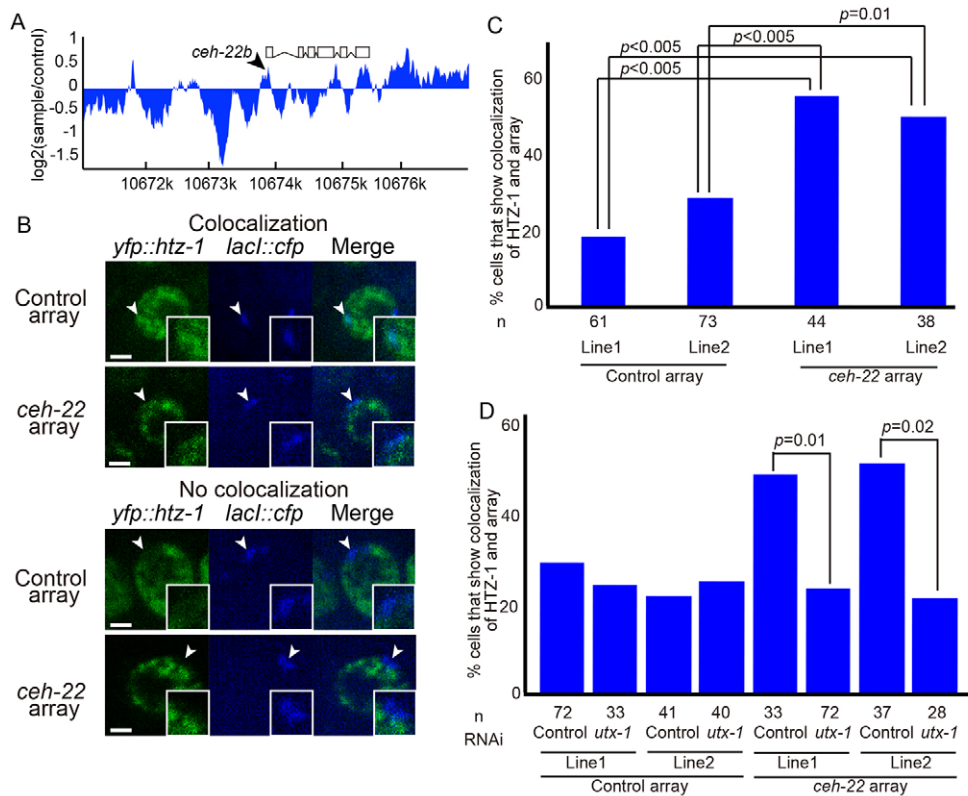 A
log2(sample/control)
1
0.5
0
-0.5
-1
-1.5
ceh-22b
10672k 10673k 10674k 10675k 10676k
B
Colocalization
yfp::htz-1 lacI::cfp Merge
Control array
ceh-22 array
No colocalization
yfp::htz-1 lacI::cfp Merge
Control array
ceh-22 array
C
% cells that show colocalization
of HTZ-1 and array
60
40
20
0
p=0.01
p<0.005
p<0.005
p<0.005
n 61 73 44 38
Line1 Line2 Line1 Line2
Control array ceh-22 array
D
% cells that show colocalization
of HTZ-1 and array
60
40
20
0
p=0.01
p=0.02
n 72 33 41 40 33 72 37 28
RNAi Control utx-1 Control utx-1 Control utx-1 Control utx-1
Line1 Line2 Line1 Line2
Control array ceh-22 array